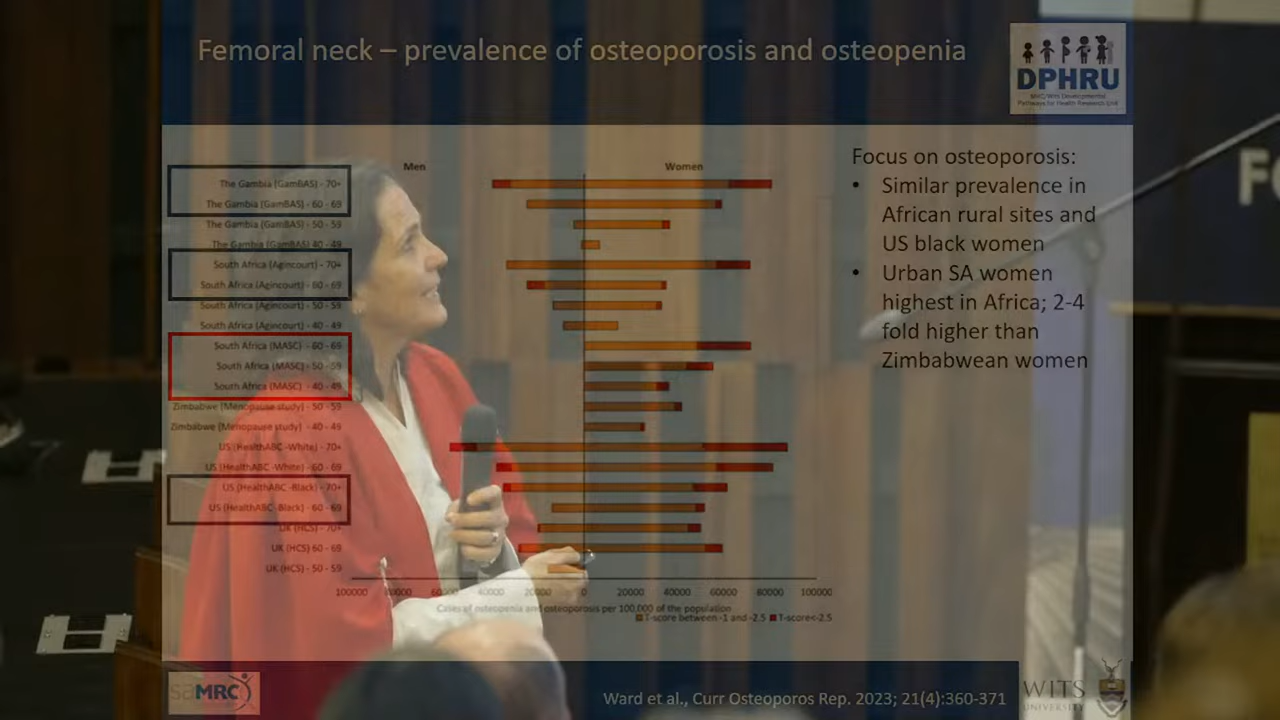 Femoral neck – prevalence of osteoporosis and osteopenia
DPHRU
MRC/Wits Developmental
Pathways for Health Research Unit
Men
Women
The Gambia (GamBAS) - 70+
The Gambia (GamBAS) - 60 - 69
The Gambia (GamBAS) - 50 - 59
The Gambia (GamBAS) 40 - 49
South Africa (Agincourt) - 70+
South Africa (Agincourt) - 60 - 69
South Africa (Agincourt) - 50 - 59
South Africa (Agincourt) - 40 - 49
South Africa (MASC) - 60 - 69
South Africa (MASC) - 50 - 59
South Africa (MASC) - 40 - 49
Zimbabwe (Menopause study) - 50 - 59
Zimbabwe (Menopause study) - 40 - 49
US (HealthABC -White) - 70+
US (HealthABC -White) - 60 - 69
US (HealthABC -Black) - 70+
US (HealthABC -Black) - 60 - 69
UK (HCS) - 70+
UK (HCS) 60 - 69
UK (HCS) - 50 - 59
100000 80000 60000 40000 20000 0 20000 40000 60000 80000 100000
Cases of osteopenia and osteoporosis per 100,000 of the population
T-score between -1 and -2.5 T-score<-2.5
Focus on osteoporosis:
• Similar prevalence in
African rural sites and
US black women
• Urban SA women
highest in Africa; 2-4
fold higher than
Zimbabwean women
saMRC
Ward et al., Curr Osteoporos Rep. 2023; 21(4):360-371
WITS
UNIVERSITY